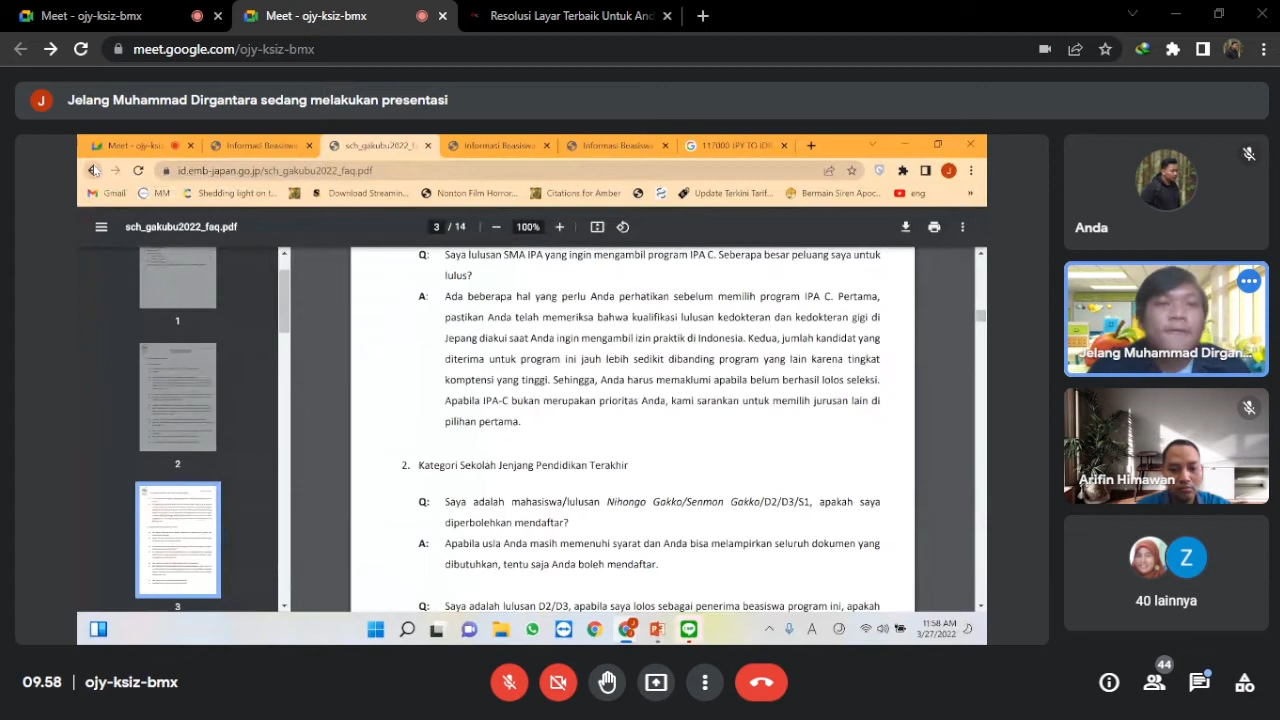 Meet - ojy-ksiz-bmx
Meet - ojy-ksiz-bmx
Resolusi Layar Terbaik Untuk And
meet.google.com/ojy-ksiz-bmx
J Jelang Muhammad Dirgantara sedang melakukan presentasi
Meet - ojy-ksi
Informasi Beasiswa
sch_gakubu2022_f
Informasi Beasiswa
Informasi Beasiswa
117000 JPY TO IDR
id.emb-japan.go.jp/sch_gakubu2022_faq.pdf
J
Gmail
MM
Shedding light on t...
Download Streamin...
Nonton Film Horror...
Citations for Amber
Update Terkini Tarif...
Bermain Siren Apoc...
eng
»
sch_gakubu2022_faq.pdf
3 / 14
100%
1
2
3
Q: Saya lulusan SMA IPA yang ingin mengambil program IPA C. Seberapa besar peluang saya untuk
lulus?
A: Ada beberapa hal yang perlu Anda perhatikan sebelum memilih program IPA C. Pertama,
pastikan Anda telah memeriksa bahwa kualifikasi lulusan kedokteran dan kedokteran gigi di
Jepang diakui saat Anda ingin mengambil izin praktik di Indonesia. Kedua, jumlah kandidat yang
diterima untuk program ini jauh lebih sedikit dibanding program yang lain karena tingkat
komptensi yang tinggi. Sehingga, Anda harus memaklumi apabila belum berhasil lolos seleksi.
Apabila IPA-C bukan merupakan prioritas Anda, kami sarankan untuk memilih jurusan lain di
pilihan pertama.
2. Kategori Sekolah Jenjang Pendidikan Terakhir
Q: Saya adalah mahasiswa/lulusan Nihongo Gakko/Senmon Gakko/D2/D3/S1, apakah saya
diperbolehkan mendaftar?
A: Apabila usia Anda masih memenuhi syarat dan Anda bisa melampirkan seluruh dokumen yang
dibutuhkan, tentu saja Anda boleh mendaftar.
Q: Saya adalah lulusan D2/D3, apabila saya lolos sebagai penerima beasiswa program ini, apakah
A
11:58 AM
3/27/2022
Anda
Jelang Muhammad Dirgan...
Arifin Himawan
Z
40 lainnya
09.58 | ojy-ksiz-bmx
44